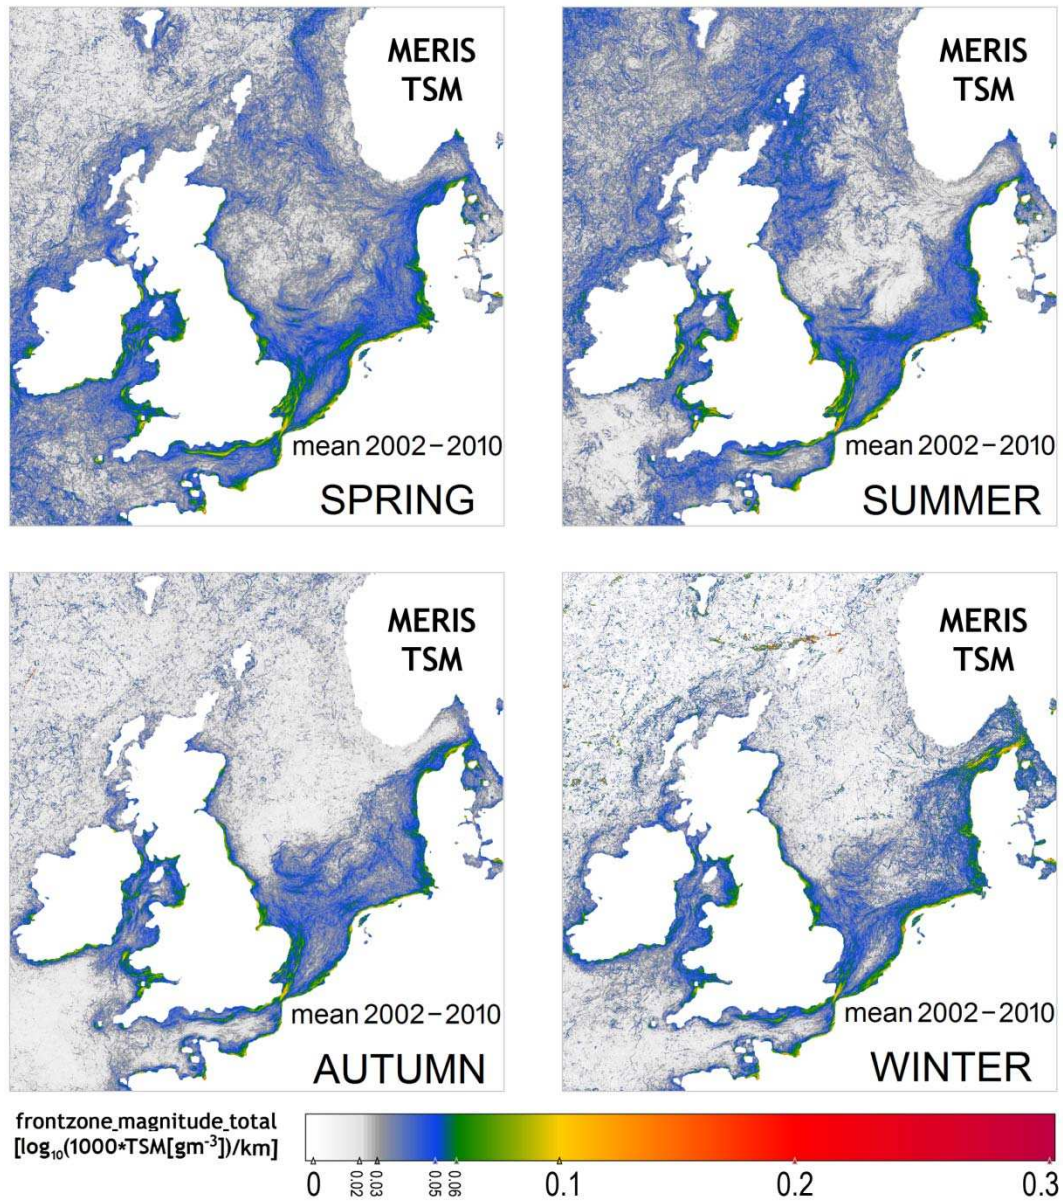 MERIS
TSM
mean 2002–2010
SPRING
MERIS
TSM
mean 2002–2010
SUMMER
MERIS
TSM
mean 2002–2010
AUTUMN
MERIS
TSM
mean 2002–2010
WINTER
frontzone_magnitude_total
[log₁₀(1000*TSM[gm⁻³])/km]
0 0.02 0.03 0.05 0.06 0.1 0.2 0.3